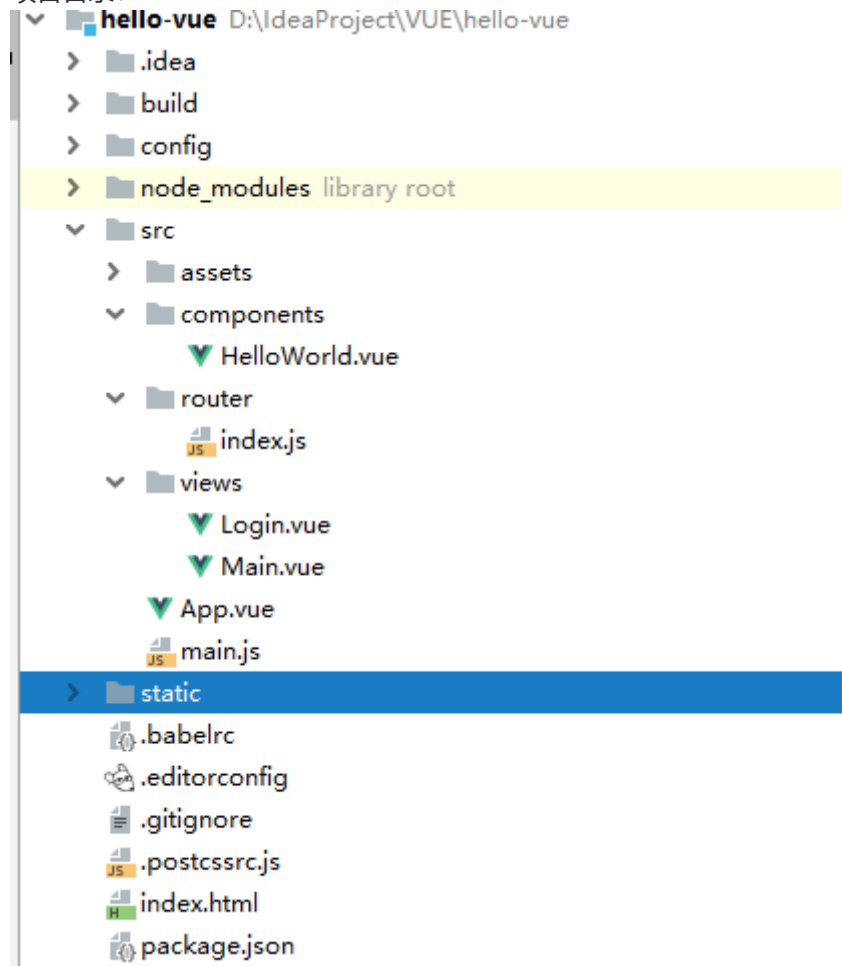 hello-vue D:\IdeaProject\VUE\hello-vue
.idea
build
config
node_modules library root
src
assets
components
HelloWorld.vue
router
index.js
views
Login.vue
Main.vue
App.vue
main.js
static
.babelrc
.editorconfig
.gitignore
.postcssrc.js
index.html
package.json